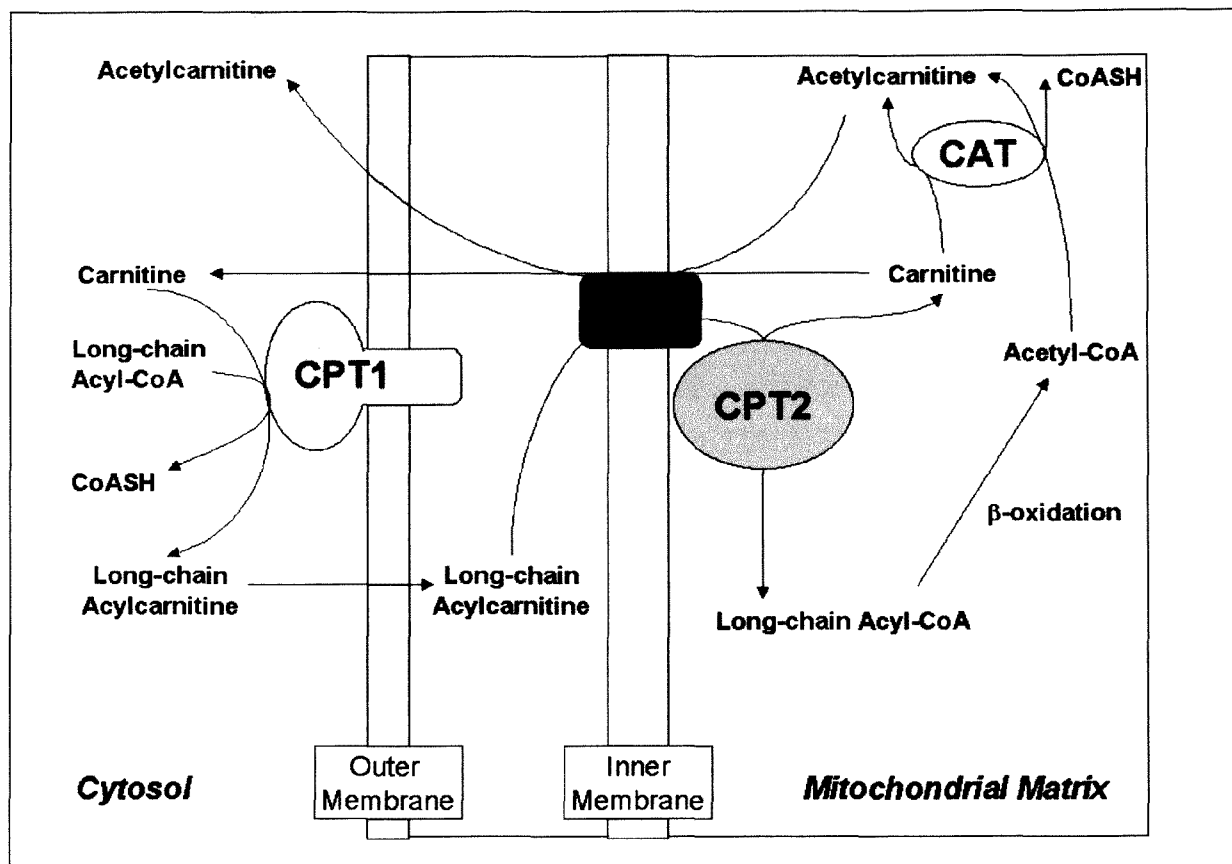 Acetylcarnitine
Acetylcarnitine
CoASH
CAT
Carnitine
Carnitine
Long-chain
Acyl-CoA
CPT1
Acetyl-CoA
CPT2
CoASH
β-oxidation
Long-chain
Acylcarnitine
Long-chain
Acylcarnitine
Long-chain Acyl-CoA
Cytosol
Outer
Membrane
Inner
Membrane
Mitochondrial Matrix